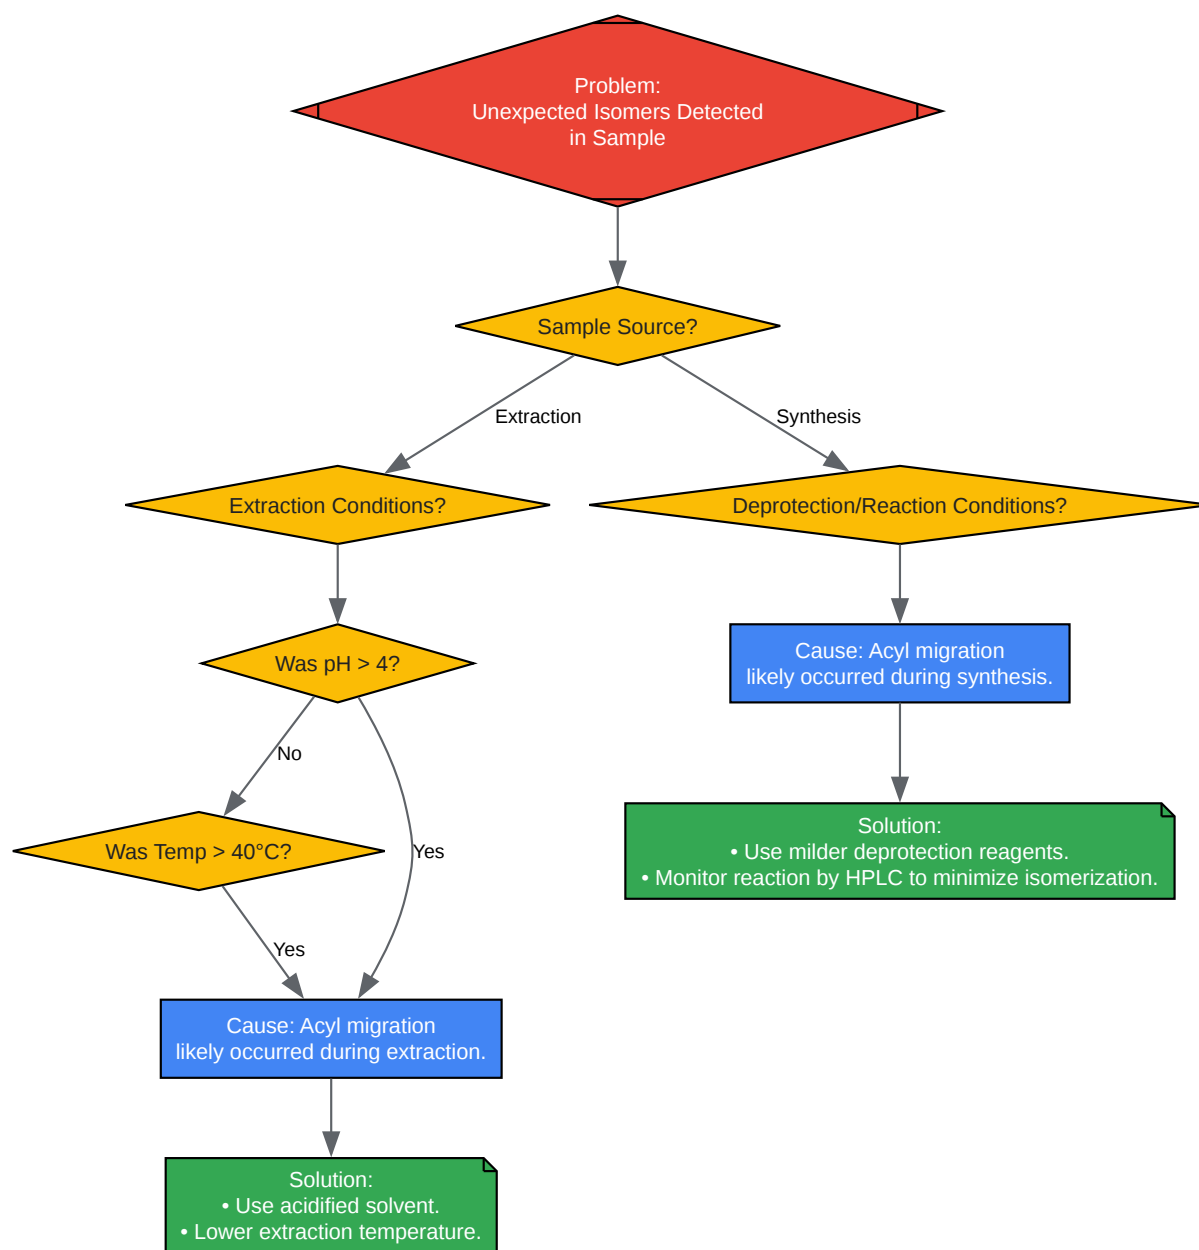 Problem:
Unexpected Isomers Detected
in Sample
Sample Source?
Extraction
Synthesis
Extraction Conditions?
Deprotection/Reaction Conditions?
Was pH > 4?
Cause: Acyl migration
likely occurred during synthesis.
No
Yes
Was Temp > 40°C?
Solution:
• Use milder deprotection reagents.
• Monitor reaction by HPLC to minimize isomerization.
Yes
Cause: Acyl migration
likely occurred during extraction.
Solution:
• Use acidified solvent.
• Lower extraction temperature.